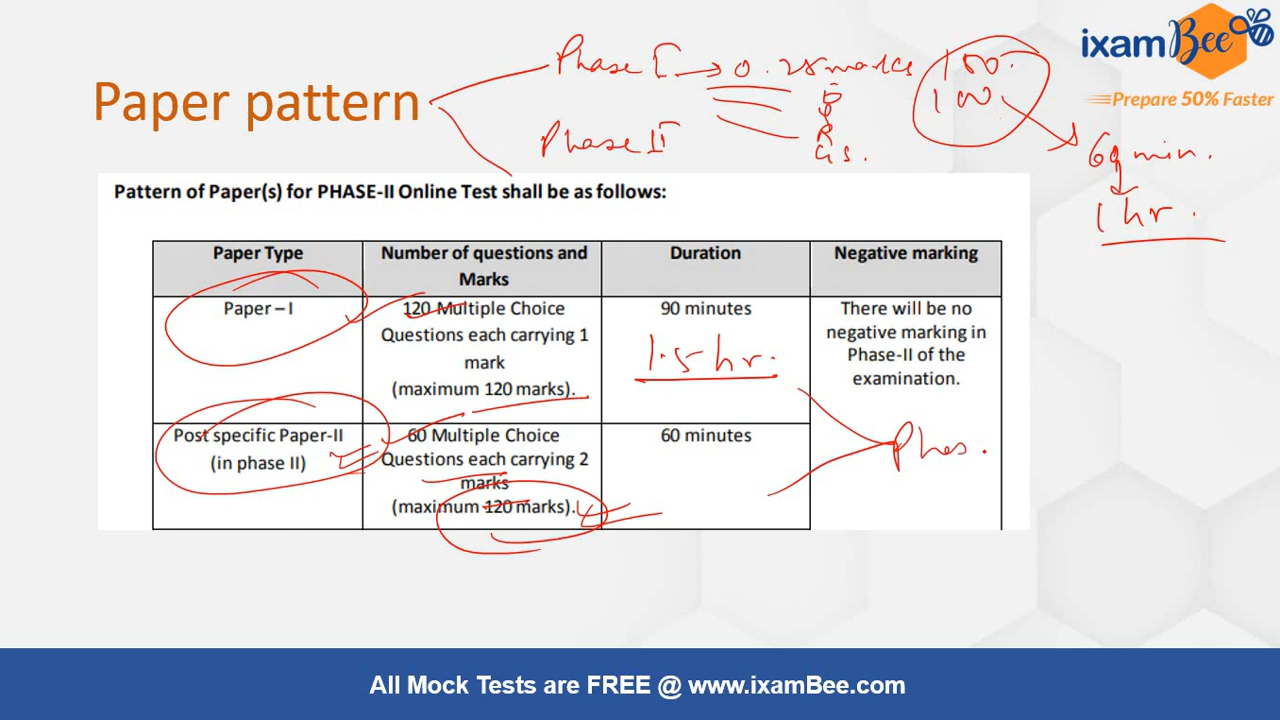 ixamBee
Prepare 50% Faster
Phase I → 0.25 marks
100.
100
60 min.
1 hr.
Phase II
R
G.S.
Paper pattern
Pattern of Paper(s) for PHASE-II Online Test shall be as follows:
Paper Type
Number of questions and
Marks
Duration
Negative marking
Paper – I
120 Multiple Choice
Questions each carrying 1
mark
(maximum 120 marks).
90 minutes
1.5 hr.
There will be no
negative marking in
Phase-II of the
examination.
Post specific Paper-II
(in phase II)
60 Multiple Choice
Questions each carrying 2
marks
(maximum 120 marks).
60 minutes
Phas.
All Mock Tests are FREE @ www.ixamBee.com